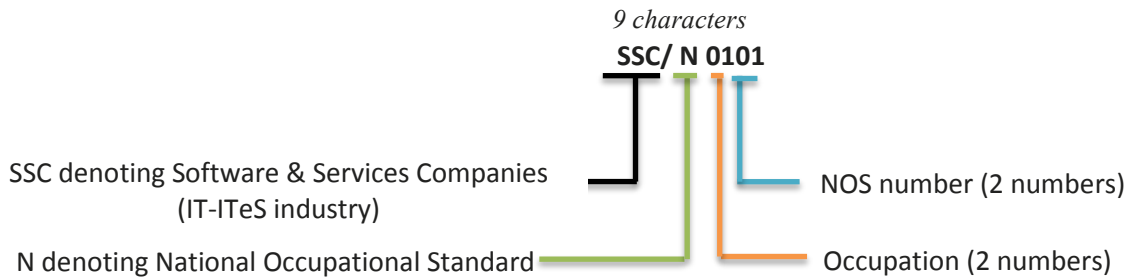 9 characters
SSC/ N 0101
SSC denoting Software & Services Companies
(IT-ITeS industry)
NOS number (2 numbers)
N denoting National Occupational Standard
Occupation (2 numbers)